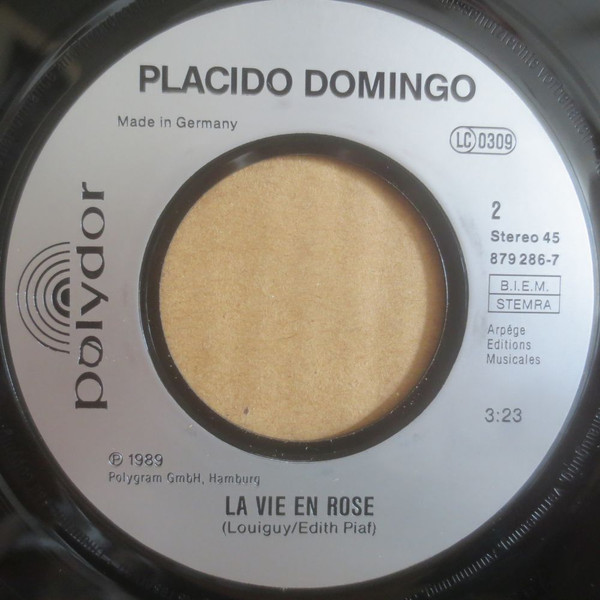 PLACIDO DOMINGO
Made in Germany
LC 0309
polydor
2
Stereo 45
879 286-7
B.I.E.M.
STEMRA
Arpêge
Editions
Musicales
3:23
℗ 1989
Polygram GmbH, Hamburg
LA VIE EN ROSE
(Louiguy/Edith Piaf)